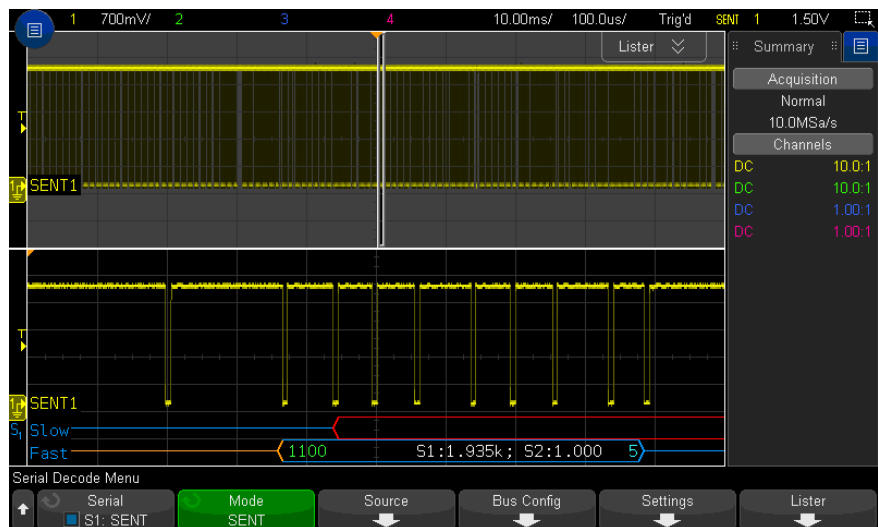 1 700mV/ 2 3 4 10.00ms/ 100.0us/ Trig'd SENT 1 1.50V
Lister
Summary
Acquisition
Normal
10.0MSa/s
Channels
DC 10.0:1
DC 10.0:1
DC 1.00:1
DC 1.00:1
T
SENT1
T
SENT1
S1 Slow
Fast 1100 S1:1.935k; S2:1.000 5
Serial Decode Menu
Serial Mode Source Bus Config Settings Lister
S1: SENT SENT